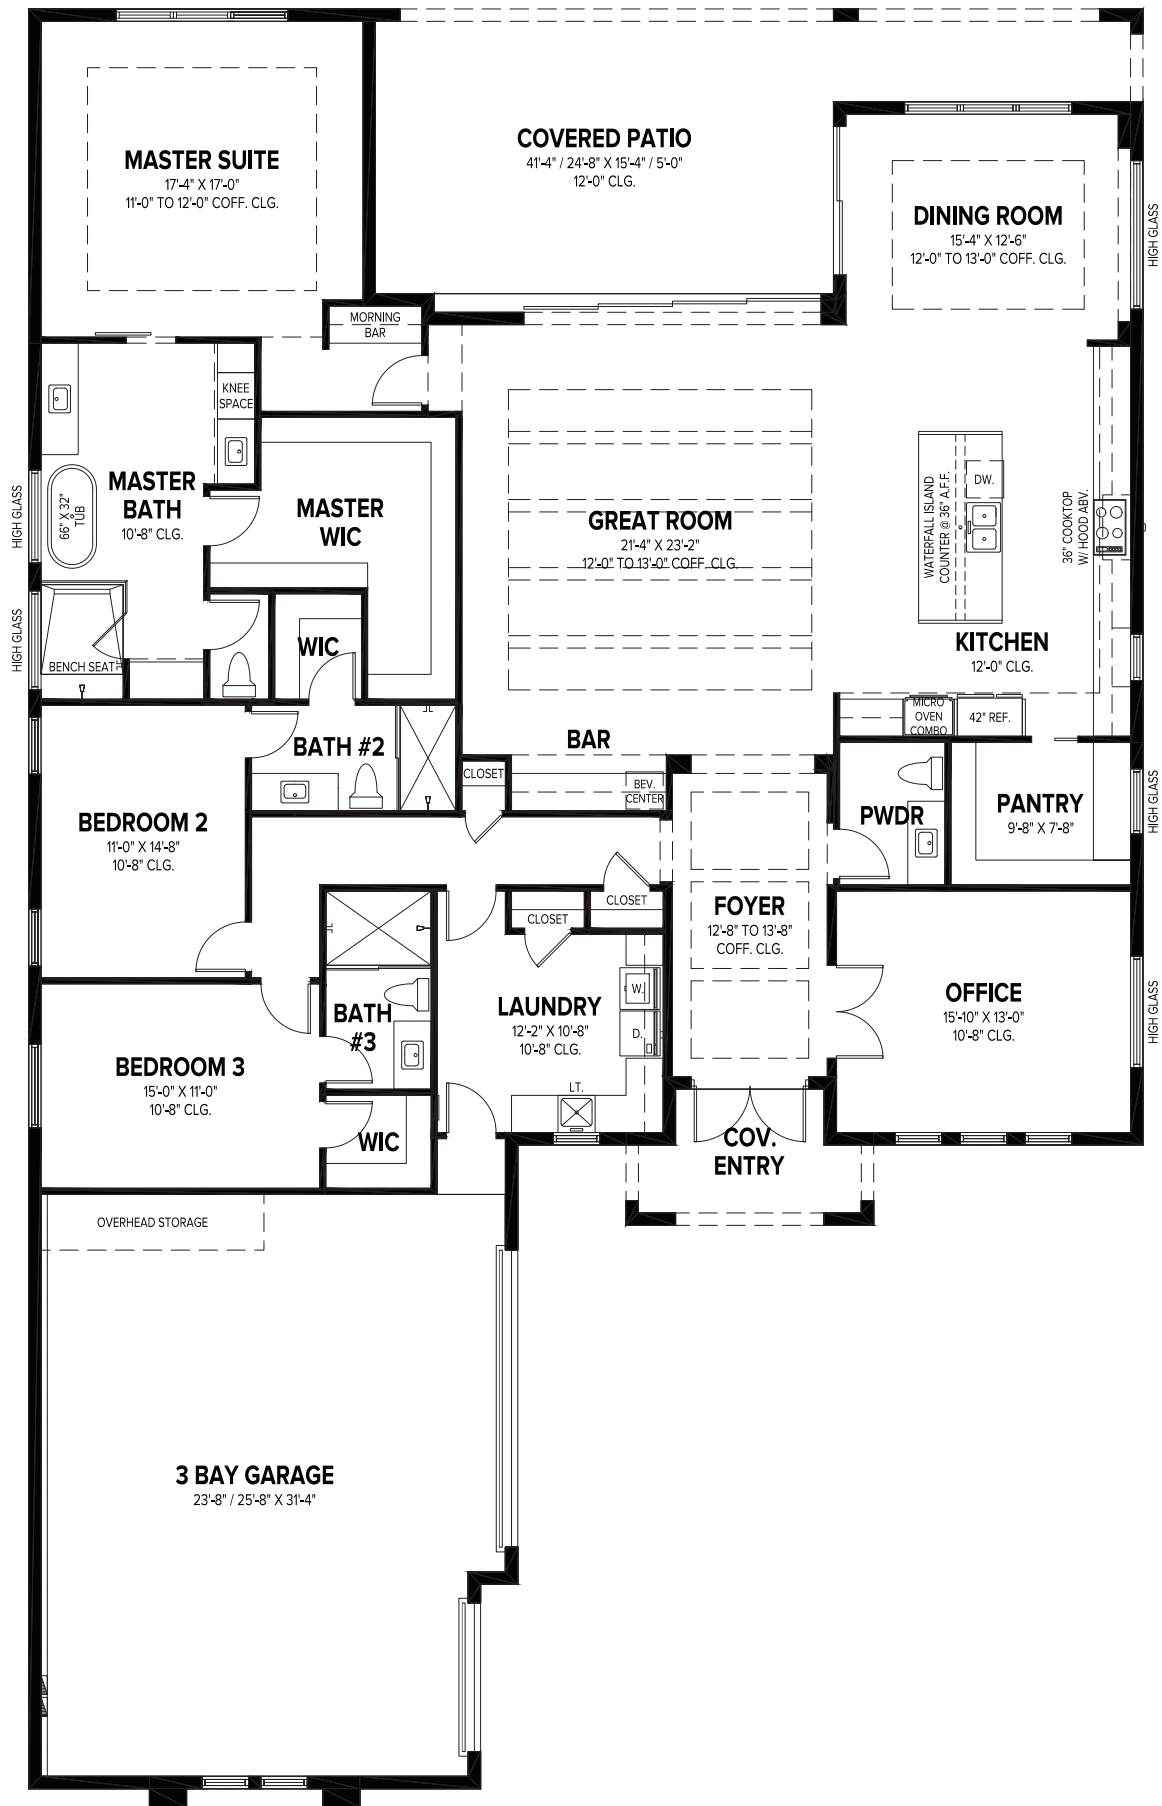 COVERED PATIO
41'-4" / 24'-8" X 15'-4" / 5'-0"
12'-0" CLG.
MASTER SUITE
17'-4" X 17'-0"
11'-0" TO 12'-0" COFF. CLG.
DINING ROOM
15'-4" X 12'-6"
12'-0" TO 13'-0" COFF. CLG.
HIGH GLASS
MORNING
BAR
KNEE
SPACE
MASTER
BATH
10'-8" CLG.
66" X 32"
TUB
HIGH GLASS
HIGH GLASS
BENCH SEAT
MASTER
WIC
WIC
GREAT ROOM
21'-4" X 23'-2"
12'-0" TO 13'-0" COFF. CLG.
WATERFALL ISLAND
COUNTER @ 36" A.F.F.
DW.
36" COOKTOP
W/ HOOD ABV.
KITCHEN
12'-0" CLG.
MICRO
OVEN
COMBO
42" REF.
BATH #2
BAR
CLOSET
BEV.
CENTER
BEDROOM 2
11'-0" X 14'-8"
10'-8" CLG.
PWDR
PANTRY
9'-8" X 7'-8"
HIGH GLASS
FOYER
12'-8" TO 13'-8"
COFF. CLG.
CLOSET
CLOSET
LAUNDRY
12'-2" X 10'-8"
10'-8" CLG.
W.
D.
LT.
OFFICE
15'-10" X 13'-0"
10'-8" CLG.
HIGH GLASS
BATH
#3
BEDROOM 3
15'-0" X 11'-0"
10'-8" CLG.
WIC
COV.
ENTRY
OVERHEAD STORAGE
3 BAY GARAGE
23'-8" / 25'-8" X 31'-4"